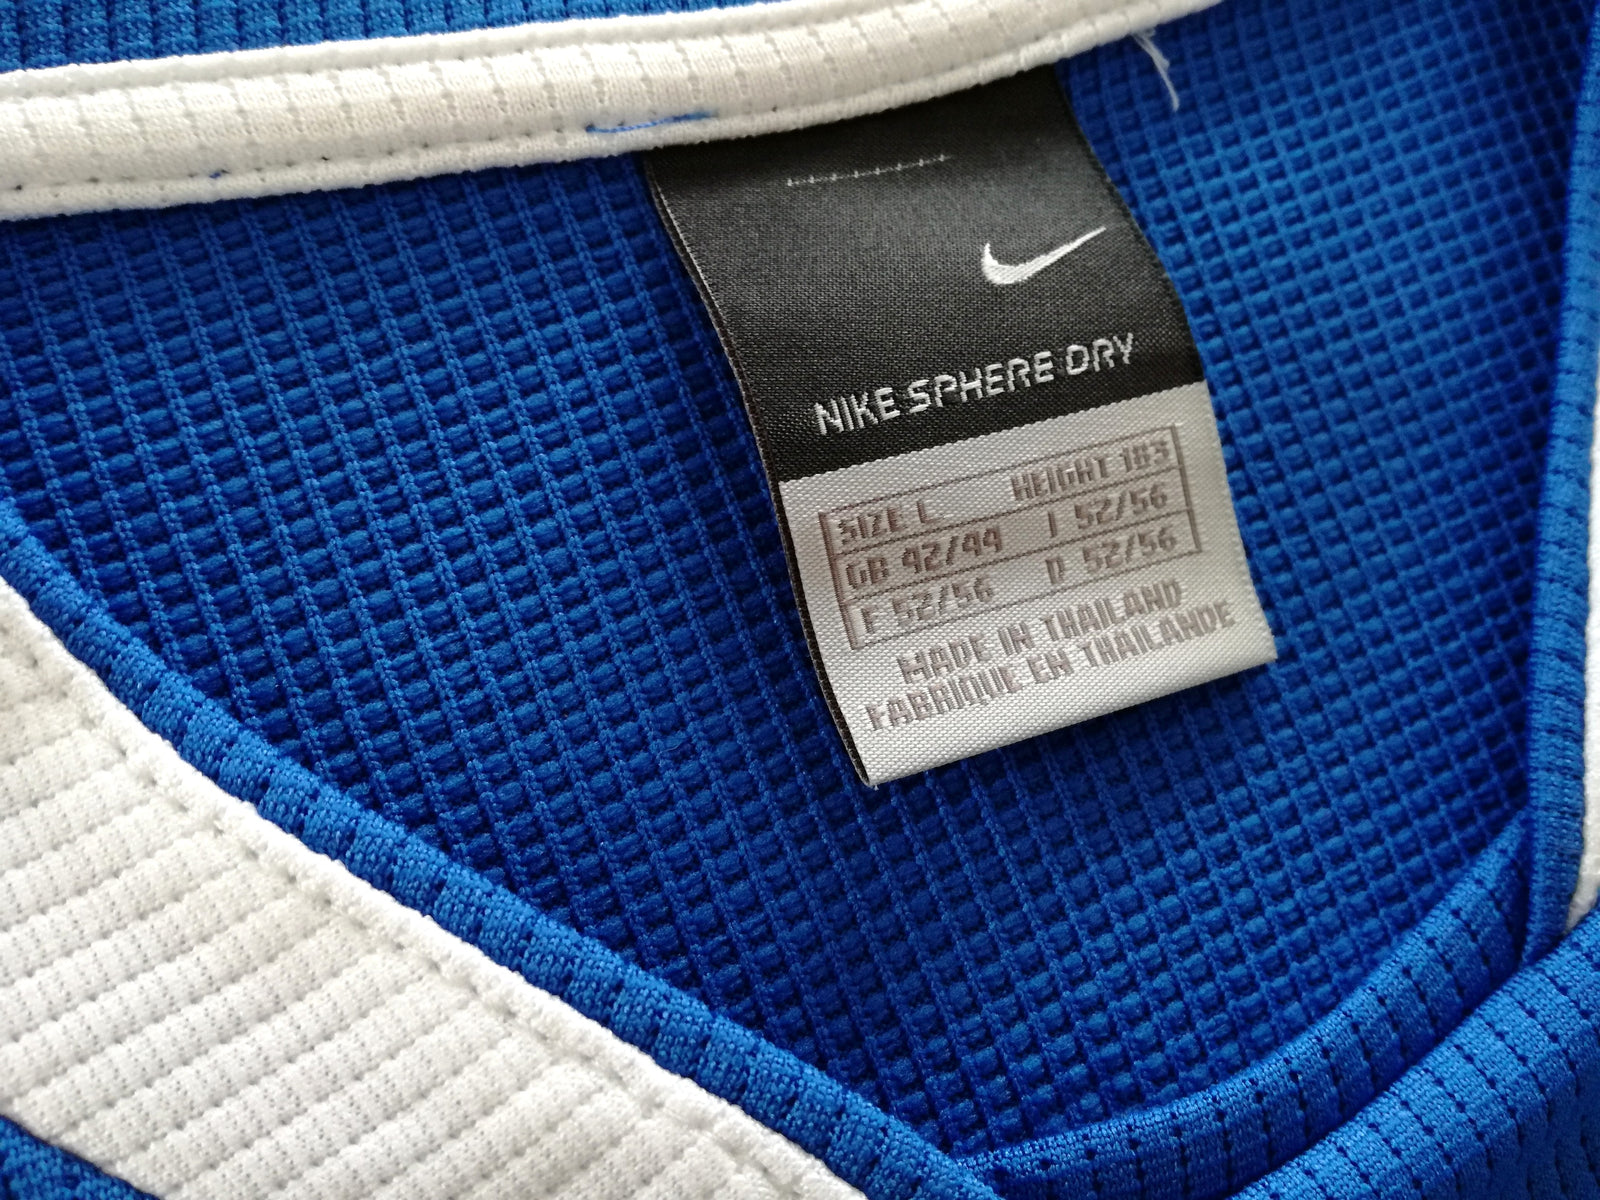 NIKE SPHERE DRY
SIZE L HEIGHT 183
GB 42/44 I 52/56
F 52/56 D 52/56
MADE IN THAILAND
FABRIQUE EN THAILANDE